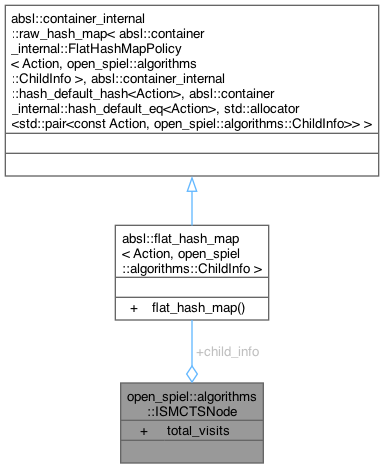 absl::container_internal
::raw_hash_map< absl::container
_internal::FlatHashMapPolicy
< Action, open_spiel::algorithms
::ChildInfo >, absl::container_internal
::hash_default_hash<Action>, absl::container
_internal::hash_default_eq<Action>, std::allocator
<std::pair<const Action, open_spiel::algorithms::ChildInfo>> >
absl::flat_hash_map
< Action, open_spiel
::algorithms::ChildInfo >
+ flat_hash_map()
+child_info
open_spiel::algorithms
::ISMCTSNode
+ total_visits